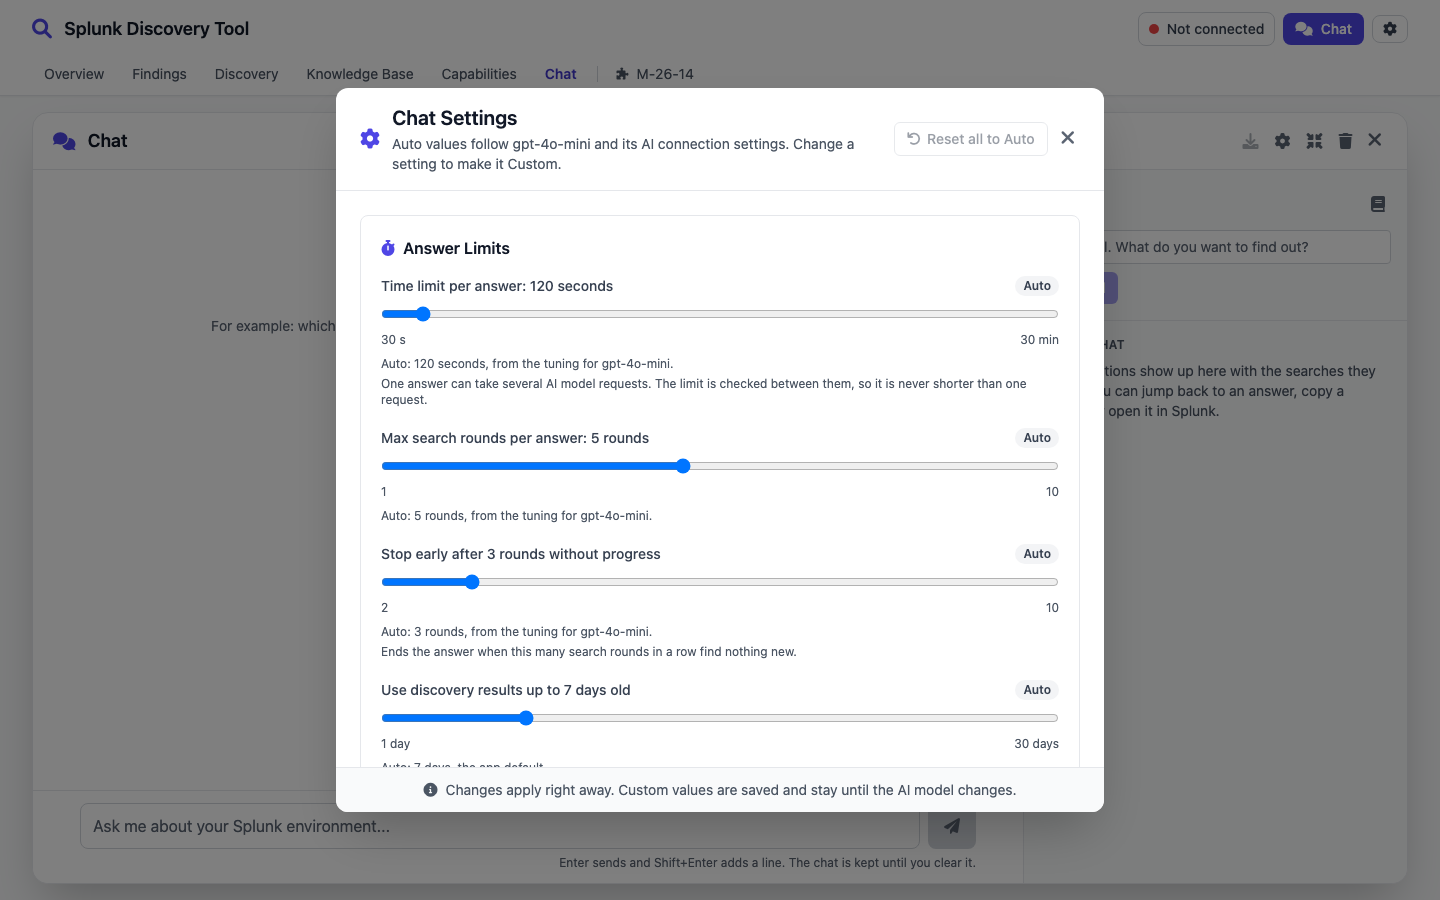 Splunk Discovery Tool
Not connected
Chat
Overview
Findings
Discovery
Knowledge Base
Capabilities
Chat
M-26-14
Chat
For example: which
Chat Settings
Auto values follow gpt-4o-mini and its AI connection settings. Change a
setting to make it Custom.
Reset all to Auto
Answer Limits
Time limit per answer: 120 seconds
Auto
30 s
30 min
Auto: 120 seconds, from the tuning for gpt-4o-mini.
One answer can take several AI model requests. The limit is checked between them, so it is never shorter than one
request.
Max search rounds per answer: 5 rounds
Auto
1
10
Auto: 5 rounds, from the tuning for gpt-4o-mini.
Stop early after 3 rounds without progress
Auto
2
10
Auto: 3 rounds, from the tuning for gpt-4o-mini.
Ends the answer when this many search rounds in a row find nothing new.
Use discovery results up to 7 days old
Auto
1 day
30 days
Auto: 7 days, the app default.
Changes apply right away. Custom values are saved and stay until the AI model changes.
. What do you want to find out?
HAT
tions show up here with the searches they
u can jump back to an answer, copy a
open it in Splunk.
Ask me about your Splunk environment...
Enter sends and Shift+Enter adds a line. The chat is kept until you clear it.